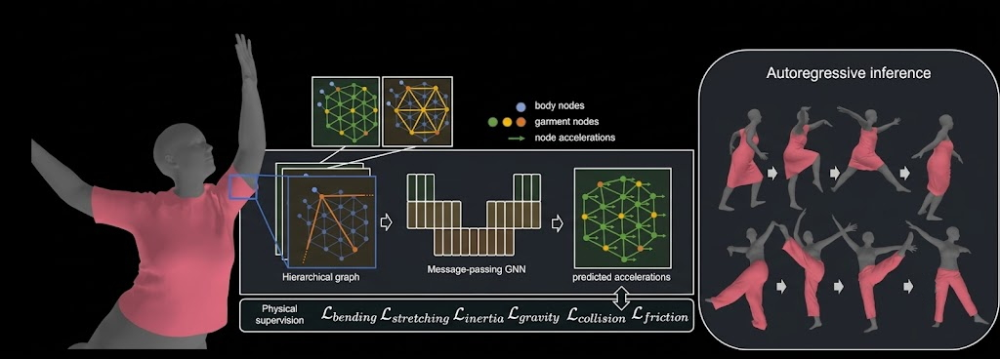 Autoregressive inference
body nodes
garment nodes
node accelerations
Hierarchical graph
Message-passing GNN
predicted accelerations
Physical
supervision
ℒbending ℒstretching ℒinertia ℒgravity ℒcollision ℒfriction